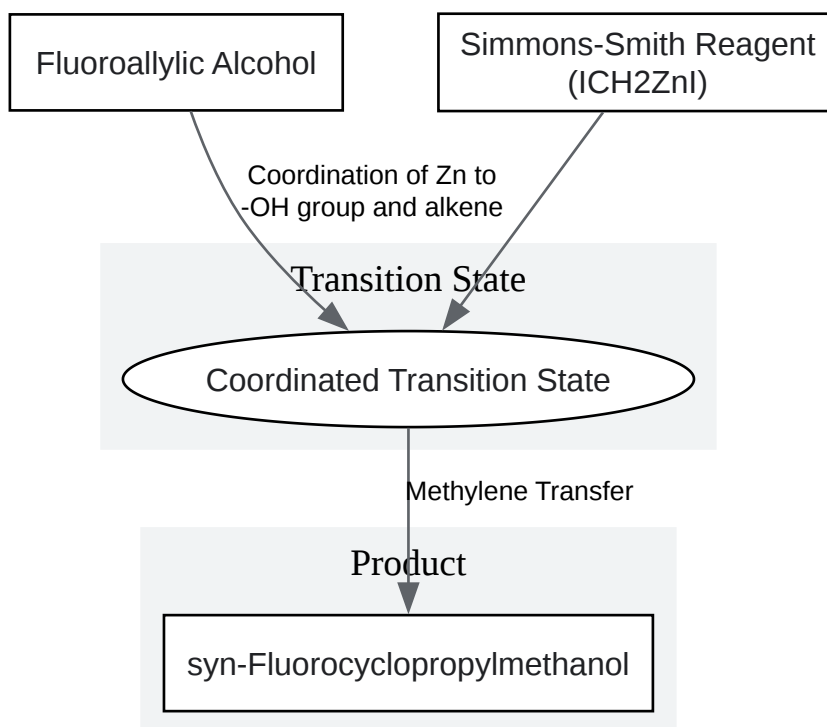 Fluoroallylic Alcohol
Simmons-Smith Reagent
(ICH2ZnI)
Coordination of Zn to
-OH group and alkene
Transition State
Coordinated Transition State
Methylene Transfer
Product
syn-Fluorocyclopropylmethanol